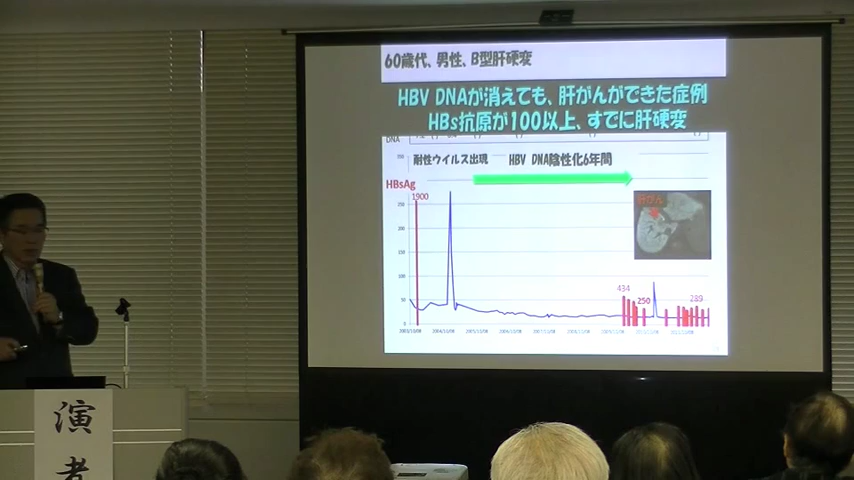 60歳代、男性、B型肝硬変
HBV DNAが消えても、肝がんができた症例
HBs抗原が100以上、すでに肝硬変
DNA
耐性ウイルス出現
HBV DNA陰性化6年間
HBsAg
1900
肝がん
434
250
289
演者